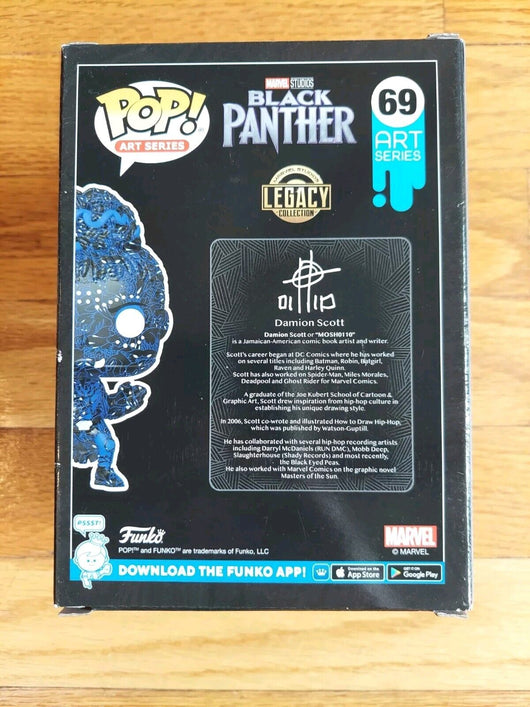 POP!
ART SERIES
MARVEL STUDIOS
BLACK
PANTHER
69
ART
SERIES
MARVEL STUDIOS
LEGACY
COLLECTION
Damion Scott
Damion Scott or "MOSH0110"
is a Jamaican-American comic book artist and writer.
Scott's career began at DC Comics where he has worked
on several titles including Batman, Robin, Batgirl,
Raven and Harley Quinn.
Scott has also worked on Spider-Man, Miles Morales,
Deadpool and Ghost Rider for Marvel Comics.
A graduate of the Joe Kubert School of Cartoon &
Graphic Art, Scott drew inspiration from hip-hop culture in
establishing his unique drawing style.
In 2006, Scott co-wrote and illustrated How to Draw Hip-Hop,
which was published by Watson-Guptill.
He has collaborated with several hip-hop recording artists
including Darryl McDaniels (RUN DMC), Mobb Deep,
Slaughterhouse (Shady Records) and most recently,
the Black Eyed Peas.
He also worked with Marvel Comics on the graphic novel
Masters of the Sun.
PSSST!
Funko
POP!™ and FUNKO™ are trademarks of Funko, LLC
MARVEL
© MARVEL
DOWNLOAD THE FUNKO APP!
Download on the
App Store
GET IT ON
Google Play